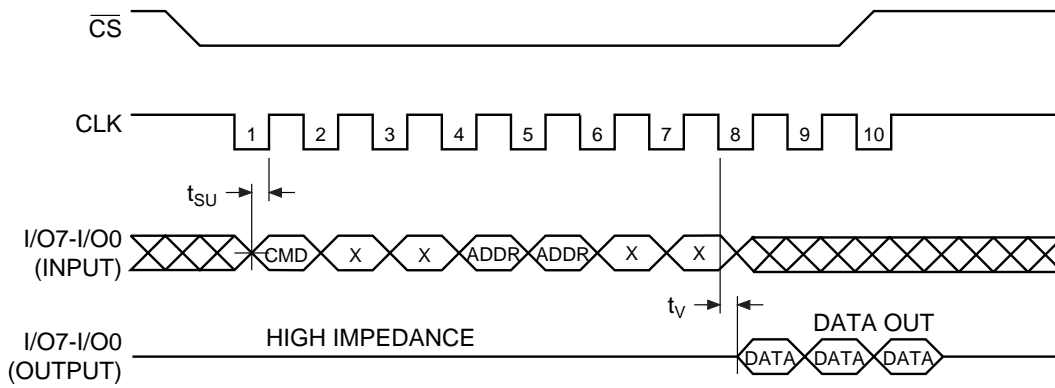 CS
CLK
1 2 3 4 5 6 7 8 9 10
tSU
I/O7-I/O0
(INPUT)
CMD X X ADDR ADDR X X
tV
I/O7-I/O0
(OUTPUT)
HIGH IMPEDANCE
DATA OUT
DATA DATA DATA